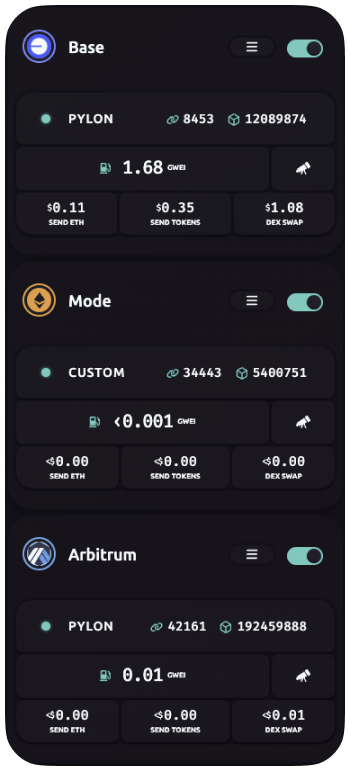 Base
PYLON 8453 12089874
1.68 GWEI
$0.11 $0.35 $1.08
SEND ETH SEND TOKENS DEX SWAP
Mode
CUSTOM 34443 5400751
<0.001 GWEI
<$0.00 <$0.00 <$0.00
SEND ETH SEND TOKENS DEX SWAP
Arbitrum
PYLON 42161 192459888
0.01 GWEI
<$0.00 <$0.00 <$0.01
SEND ETH SEND TOKENS DEX SWAP